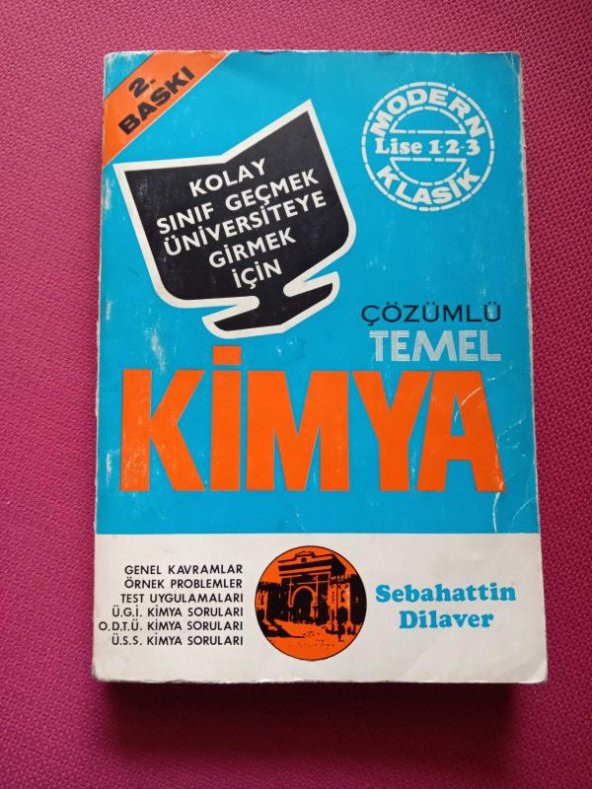 2.
BASKI
MODERN
Lise 1-2-3
KLASİK
KOLAY
SINIF GEÇMEK
ÜNİVERSİTEYE
GİRMEK
İÇİN
ÇÖZÜMLÜ
TEMEL
KİMYA
GENEL KAVRAMLAR
ÖRNEK PROBLEMLER
TEST UYGULAMALARI
Ü.G.İ. KİMYA SORULARI
O.D.T.Ü. KİMYA SORULARI
Ü.S.S. KİMYA SORULARI
Sebahattin
Dilaver